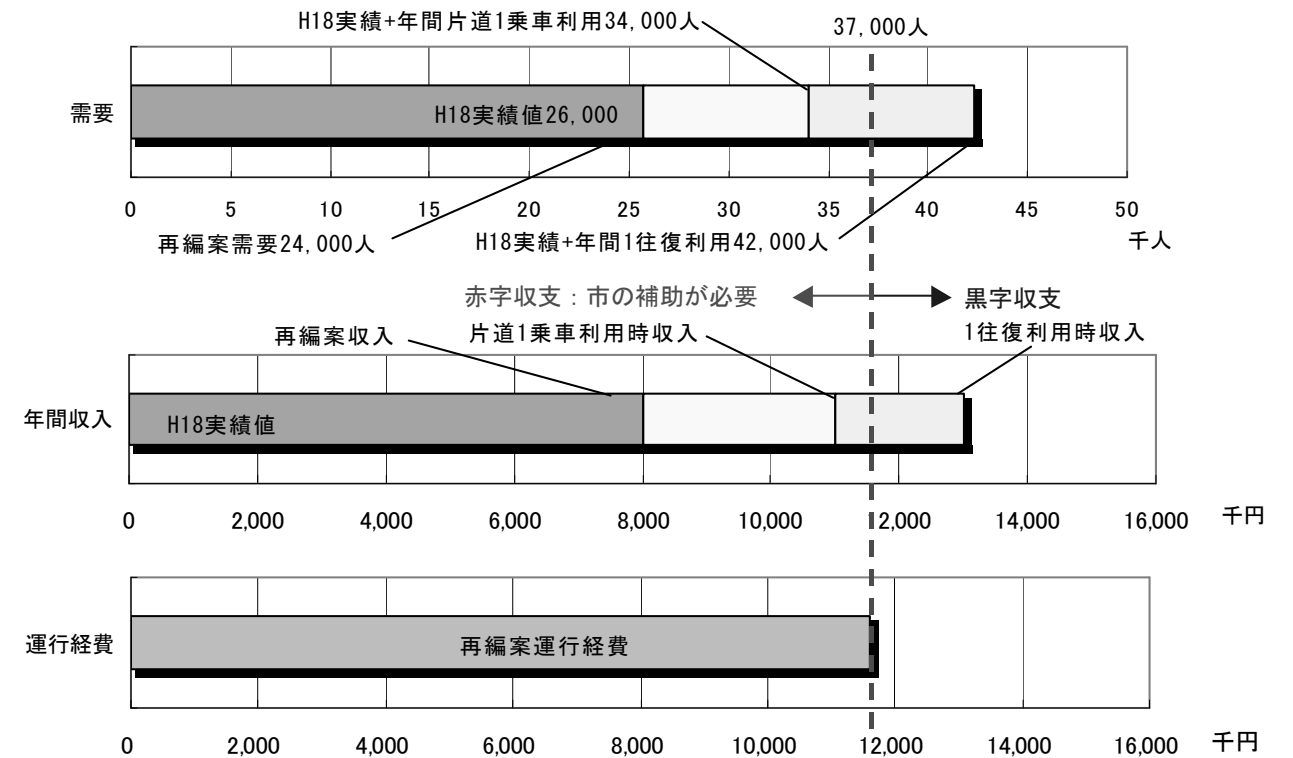 H18実績+年間片道1乗車利用34,000人
37,000人
需要
H18実績値26,000
0 5 10 15 20 25 30 35 40 45 50
千人
再編案需要24,000人
H18実績+年間1往復利用42,000人
赤字収支：市の補助が必要
黒字収支
再編案収入
片道1乗車利用時収入
1往復利用時収入
年間収入
H18実績値
0 2,000 4,000 6,000 8,000 10,000 2,000 14,000 16,000 千円
運行経費
再編案運行経費
0 2,000 4,000 6,000 8,000 10,000 12,000 14,000 16,000 千円